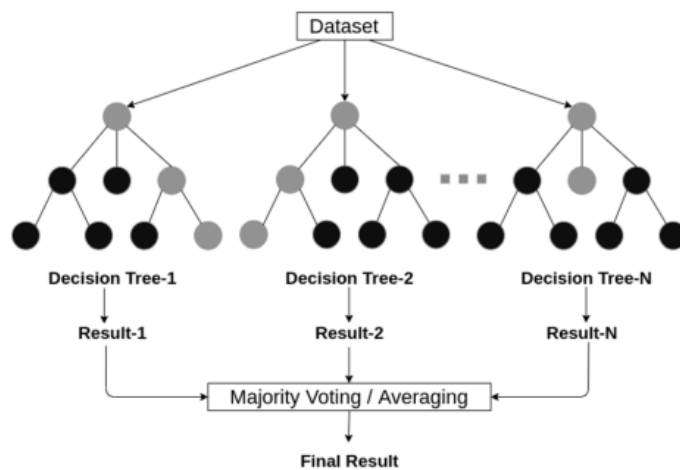 Dataset
Decision Tree-1 Decision Tree-2 Decision Tree-N
Result-1 Result-2 Result-N
Majority Voting / Averaging
Final Result